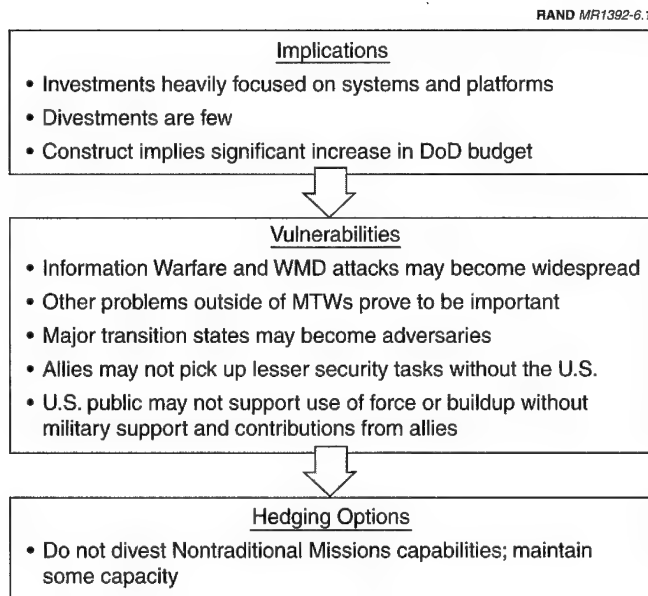 RAND MR1392-6.1
Implications
• Investments heavily focused on systems and platforms
• Divestments are few
• Construct implies significant increase in DoD budget
Vulnerabilities
• Information Warfare and WMD attacks may become widespread
• Other problems outside of MTWs prove to be important
• Major transition states may become adversaries
• Allies may not pick up lesser security tasks without the U.S.
• U.S. public may not support use of force or buildup without
military support and contributions from allies
Hedging Options
• Do not divest Nontraditional Missions capabilities; maintain
some capacity